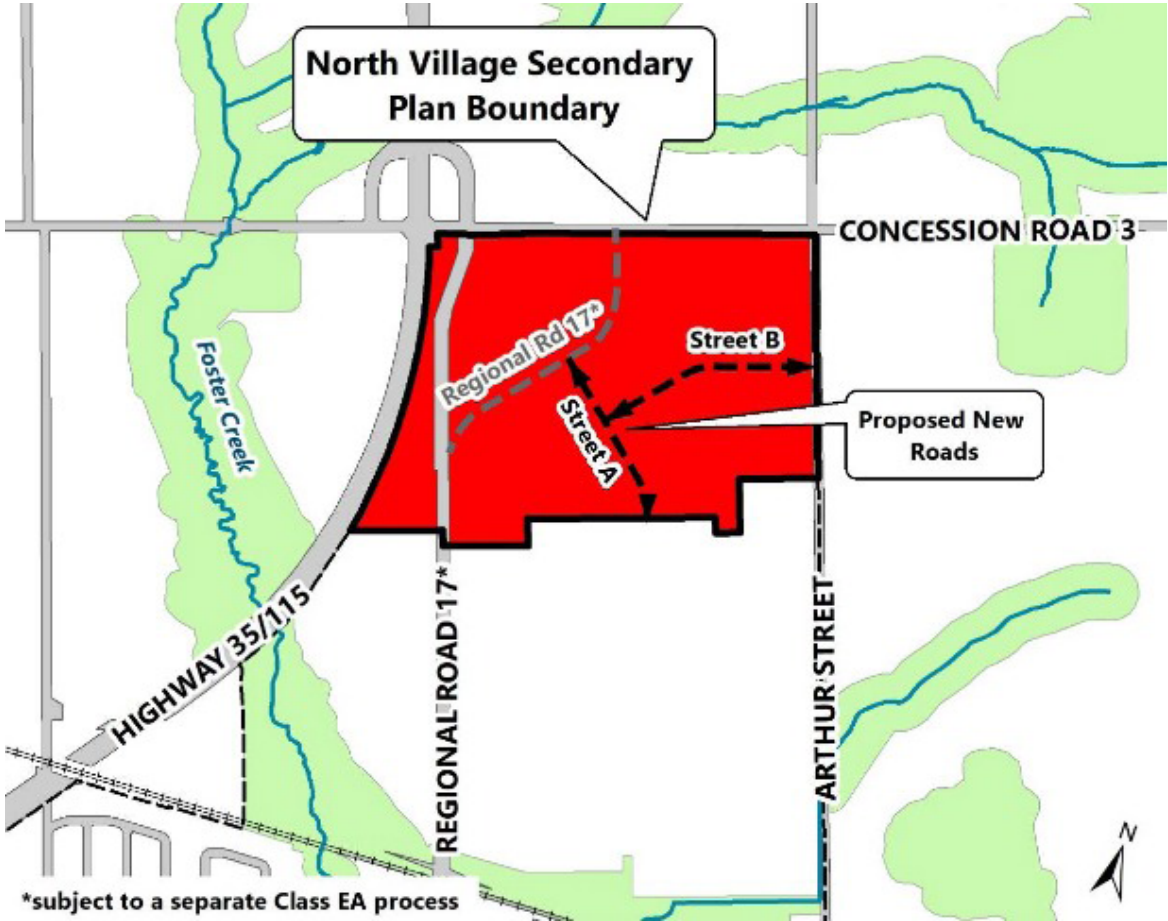 North Village Secondary
Plan Boundary
CONCESSION ROAD 3
Regional Rd 17*
Street B
Foster Creek
Street A
Proposed New
Roads
HIGHWAY 35/115
REGIONAL ROAD 17*
ARTHUR STREET
N
*subject to a separate Class EA process